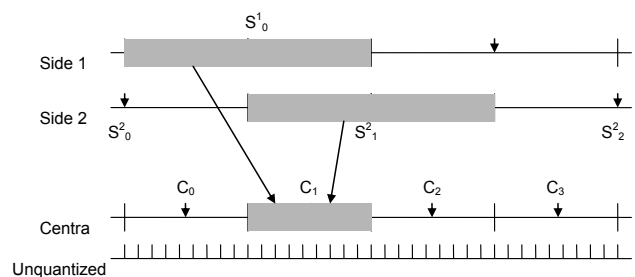 S¹₀
Side 1
Side 2
S²₀
S²₁
S²₂
C₀
C₁
C₂
C₃
Centra
Unquantized